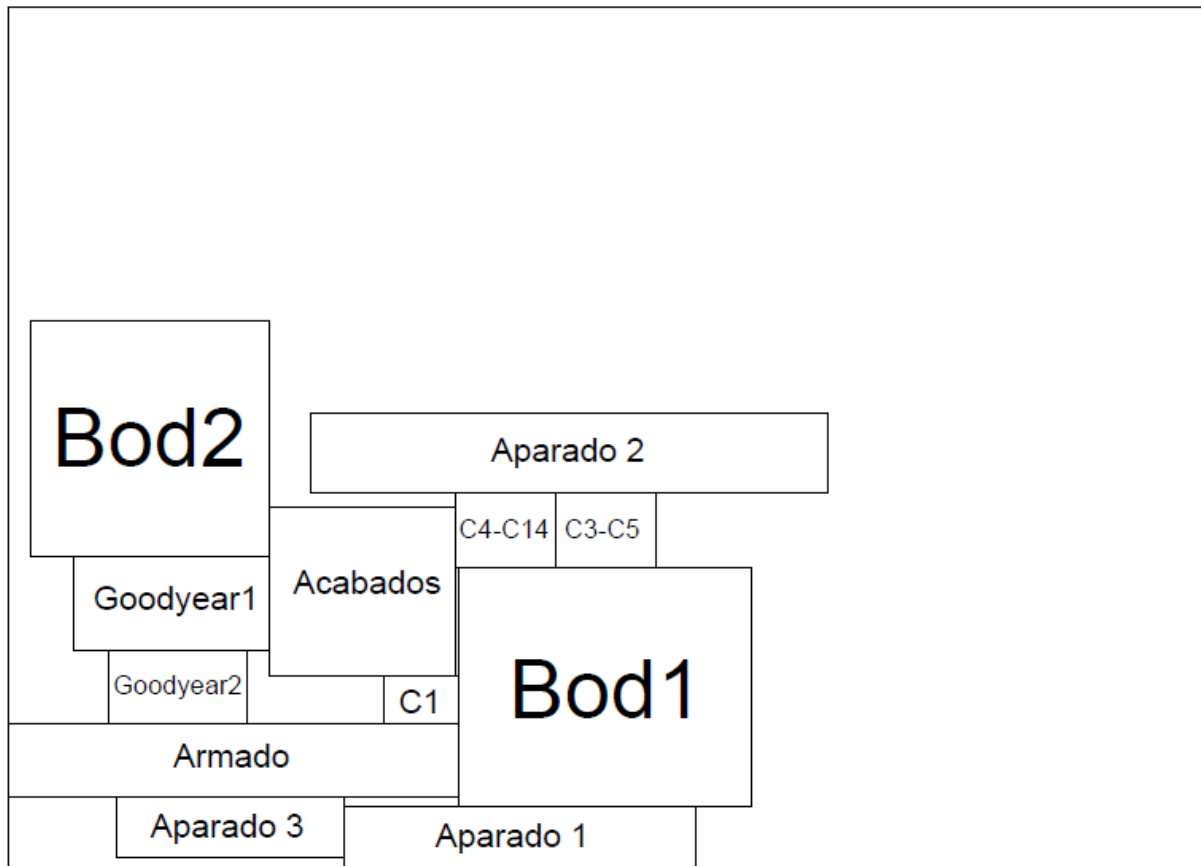 Bod2
Aparado 2
C4-C14
C3-C5
Acabados
Goodyear1
Goodyear2
C1
Bod1
Armado
Aparado 3
Aparado 1